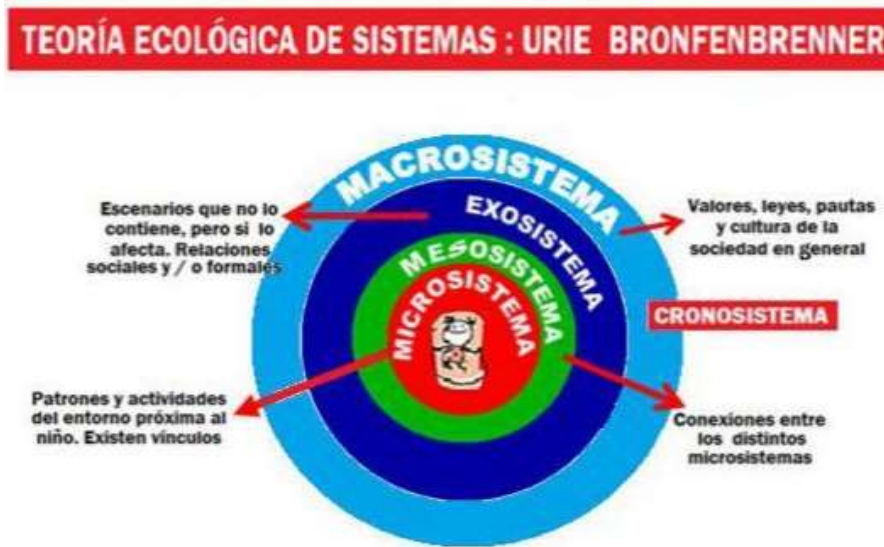 TEORÍA ECOLÓGICA DE SISTEMAS : URIE BRONFENBRENNER
MACROSISTEMA
EXOSISTEMA
MESOSISTEMA
MICROSISTEMA
Escenarios que no lo
contiene, pero si lo
afecta. Relaciones
sociales y / o formales
Valores, leyes, pautas
y cultura de la
sociedad en general
CRONOSISTEMA
Patrones y actividades
del entorno próxima al
niño. Existen vínculos
Conexiones entre
los distintos
microsistemas